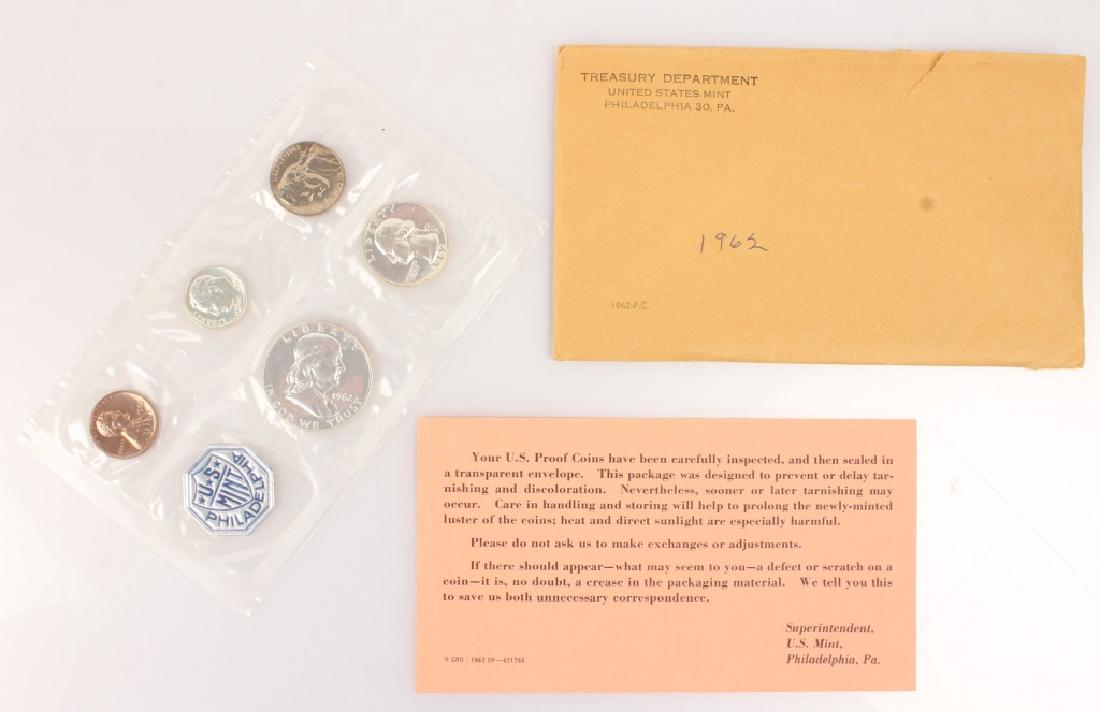 TREASURY DEPARTMENT
UNITED STATES MINT
PHILADELPHIA 30, PA.
1962
1962-P.C.
LIBERTY
LIBERTY
LIBERTY
1962
IN GOD WE TRUST
U.S.
MINT
PHILADELPHIA
Your U.S. Proof Coins have been carefully inspected, and then sealed in
a transparent envelope. This package was designed to prevent or delay tar-
nishing and discoloration. Nevertheless, sooner or later tarnishing may
occur. Care in handling and storing will help to prolong the newly-minted
luster of the coins; heat and direct sunlight are especially harmful.
Please do not ask us to make exchanges or adjustments.
If there should appear—what may seem to you—a defect or scratch on a
coin—it is, no doubt, a crease in the packaging material. We tell you this
to save us both unnecessary correspondence.
Superintendent,
U.S. Mint,
Philadelphia, Pa.
GPO : 1962 OF—621766